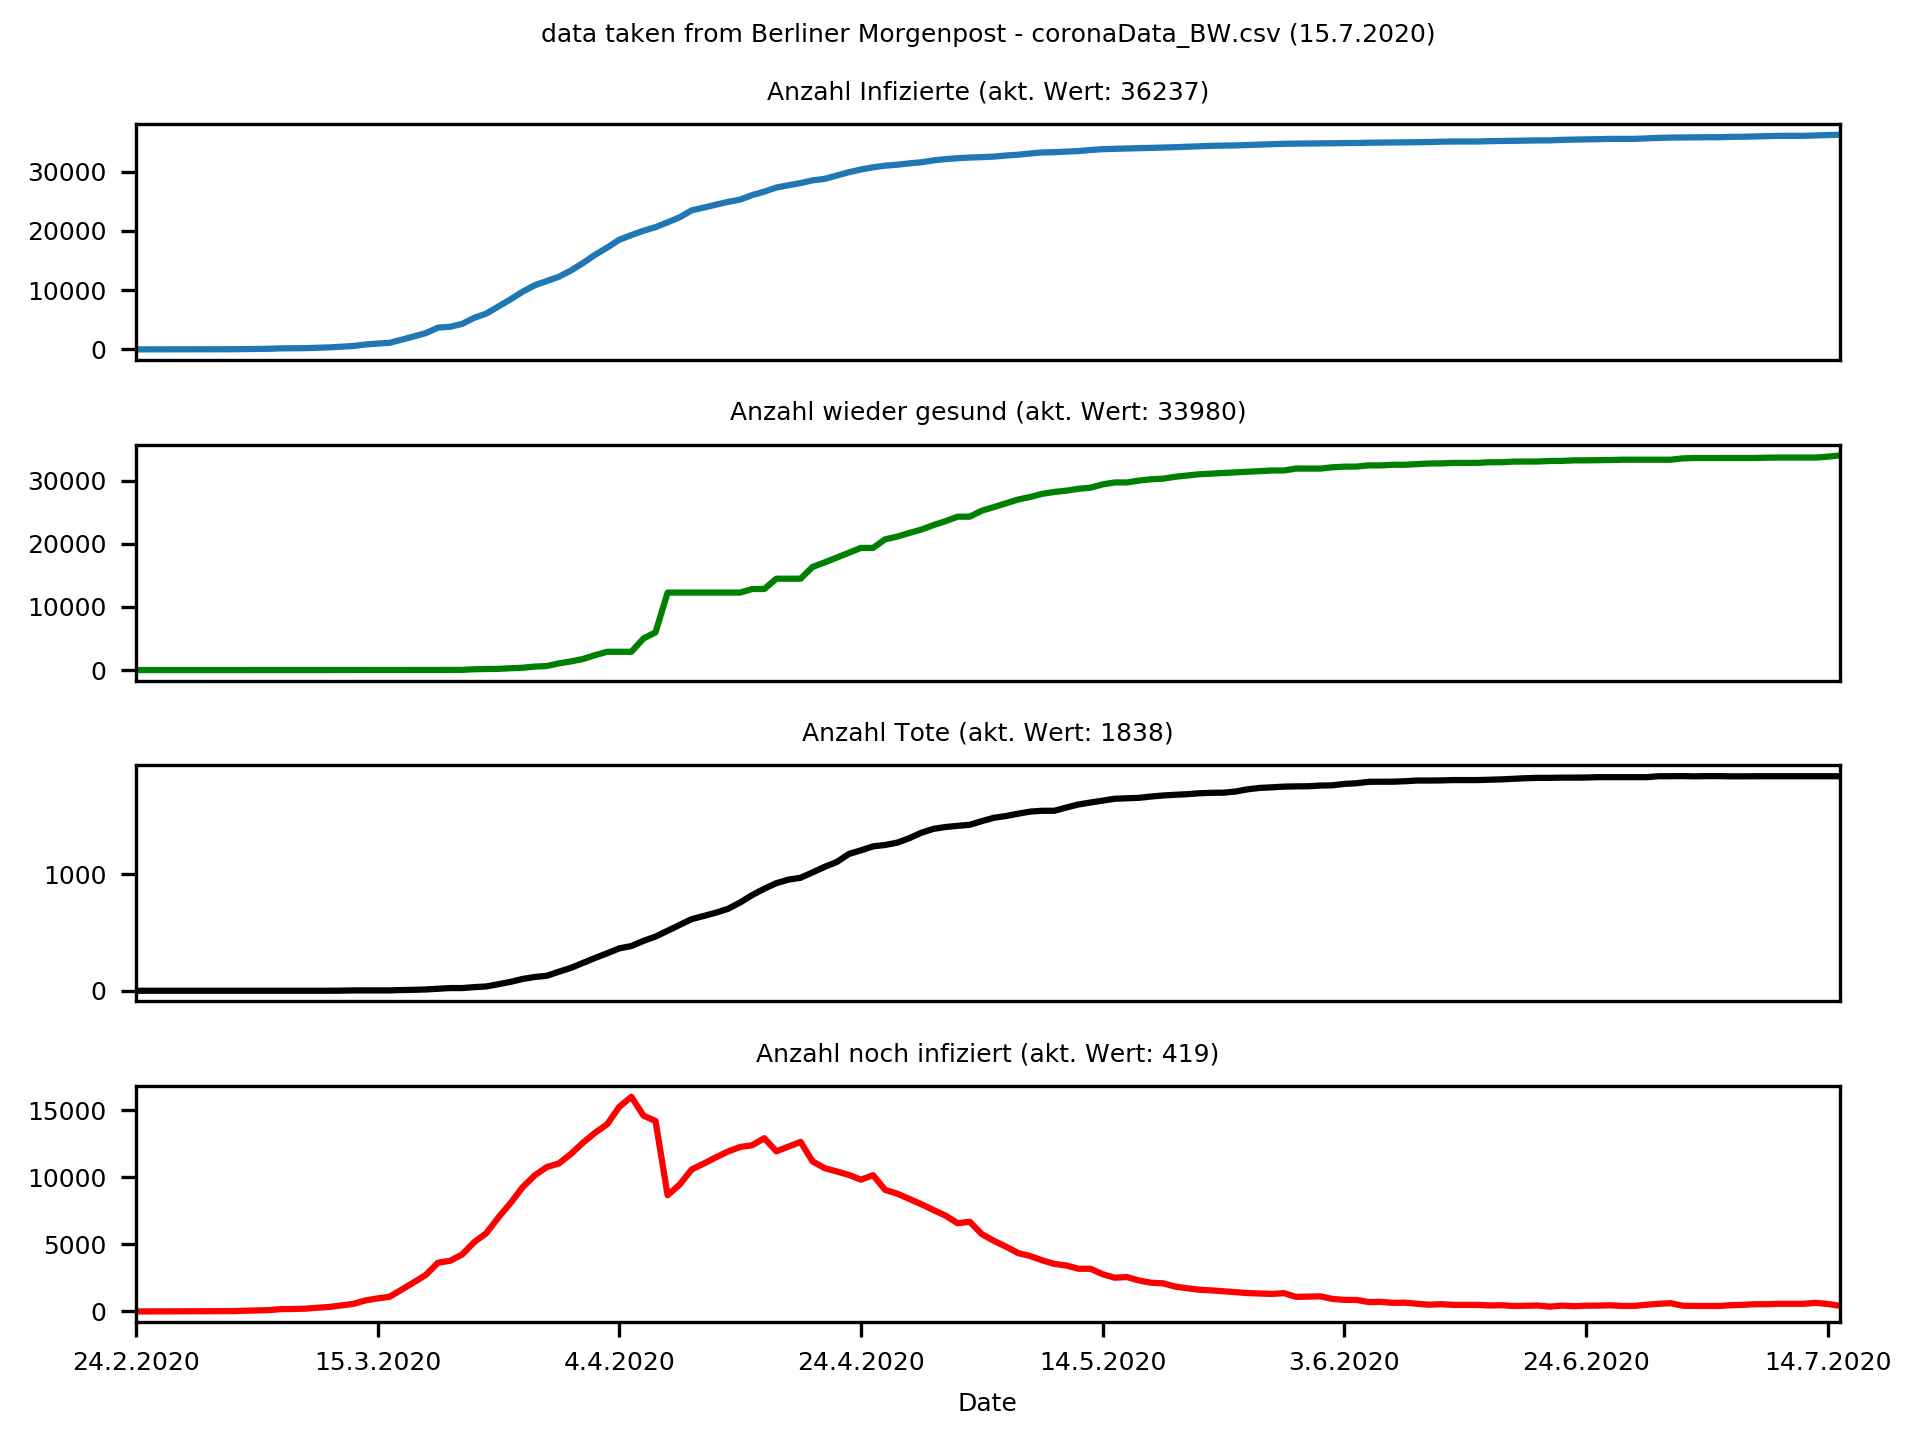 data taken from Berliner Morgenpost - coronaData_BW.csv (15.7.2020)
Anzahl Infizierte (akt. Wert: 36237)
30000
20000
10000
0
Anzahl wieder gesund (akt. Wert: 33980)
30000
20000
10000
0
Anzahl Tote (akt. Wert: 1838)
1000
0
Anzahl noch infiziert (akt. Wert: 419)
15000
10000
5000
0
24.2.2020 15.3.2020 4.4.2020 24.4.2020 14.5.2020 3.6.2020 24.6.2020 14.7.2020
Date